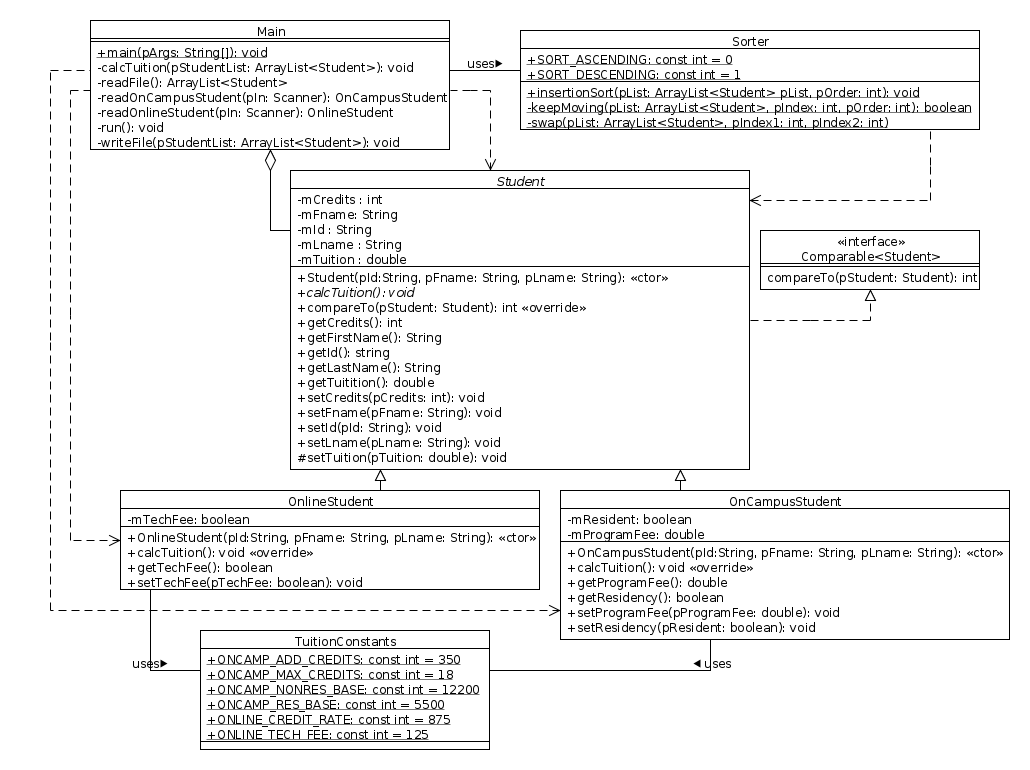 Main
+main(pArgs: String[]): void
-calcTuition(pStudentList: ArrayList<Student>): void
-readFile(): ArrayList<Student>
-readOnCampusStudent(pIn: Scanner): OnCampusStudent
-readOnlineStudent(pIn: Scanner): OnlineStudent
-run(): void
-writeFile(pStudentList: ArrayList<Student>): void
uses▶
Sorter
+SORT_ASCENDING: const int = 0
+SORT_DESCENDING: const int = 1
+insertionSort(pList: ArrayList<Student> pList, pOrder: int): void
-keepMoving(pList: ArrayList<Student>, pIndex: int, pOrder: int): boolean
-swap(pList: ArrayList<Student>, pIndex1: int, pIndex2: int)
Student
-mCredits : int
-mFname: String
-mId : String
-mLname : String
-mTuition : double
+Student(pId:String, pFname: String, pLname: String): «ctor»
+calcTuition(): void
+compareTo(pStudent: Student): int «override»
+getCredits(): int
+getFirstName(): String
+getId(): string
+getLastName(): String
+getTuitition(): double
+setCredits(pCredits: int): void
+setFname(pFname: String): void
+setId(pId: String): void
+setLname(pLname: String): void
#setTuition(pTuition: double): void
«interface»
Comparable<Student>
compareTo(pStudent: Student): int
OnlineStudent
-mTechFee: boolean
+OnlineStudent(pId:String, pFname: String, pLname: String): «ctor»
+calcTuition(): void «override»
+getTechFee(): boolean
+setTechFee(pTechFee: boolean): void
OnCampusStudent
-mResident: boolean
-mProgramFee: double
+OnCampusStudent(pId:String, pFname: String, pLname: String): «ctor»
+calcTuition(): void «override»
+getProgramFee(): double
+getResidency(): boolean
+setProgramFee(pProgramFee: double): void
+setResidency(pResident: boolean): void
uses▶
TuitionConstants
+ONCAMP_ADD_CREDITS: const int = 350
+ONCAMP_MAX_CREDITS: const int = 18
+ONCAMP_NONRES_BASE: const int = 12200
+ONCAMP_RES_BASE: const int = 5500
+ONLINE_CREDIT_RATE: const int = 875
+ONLINE_TECH_FEE: const int = 125
◀uses